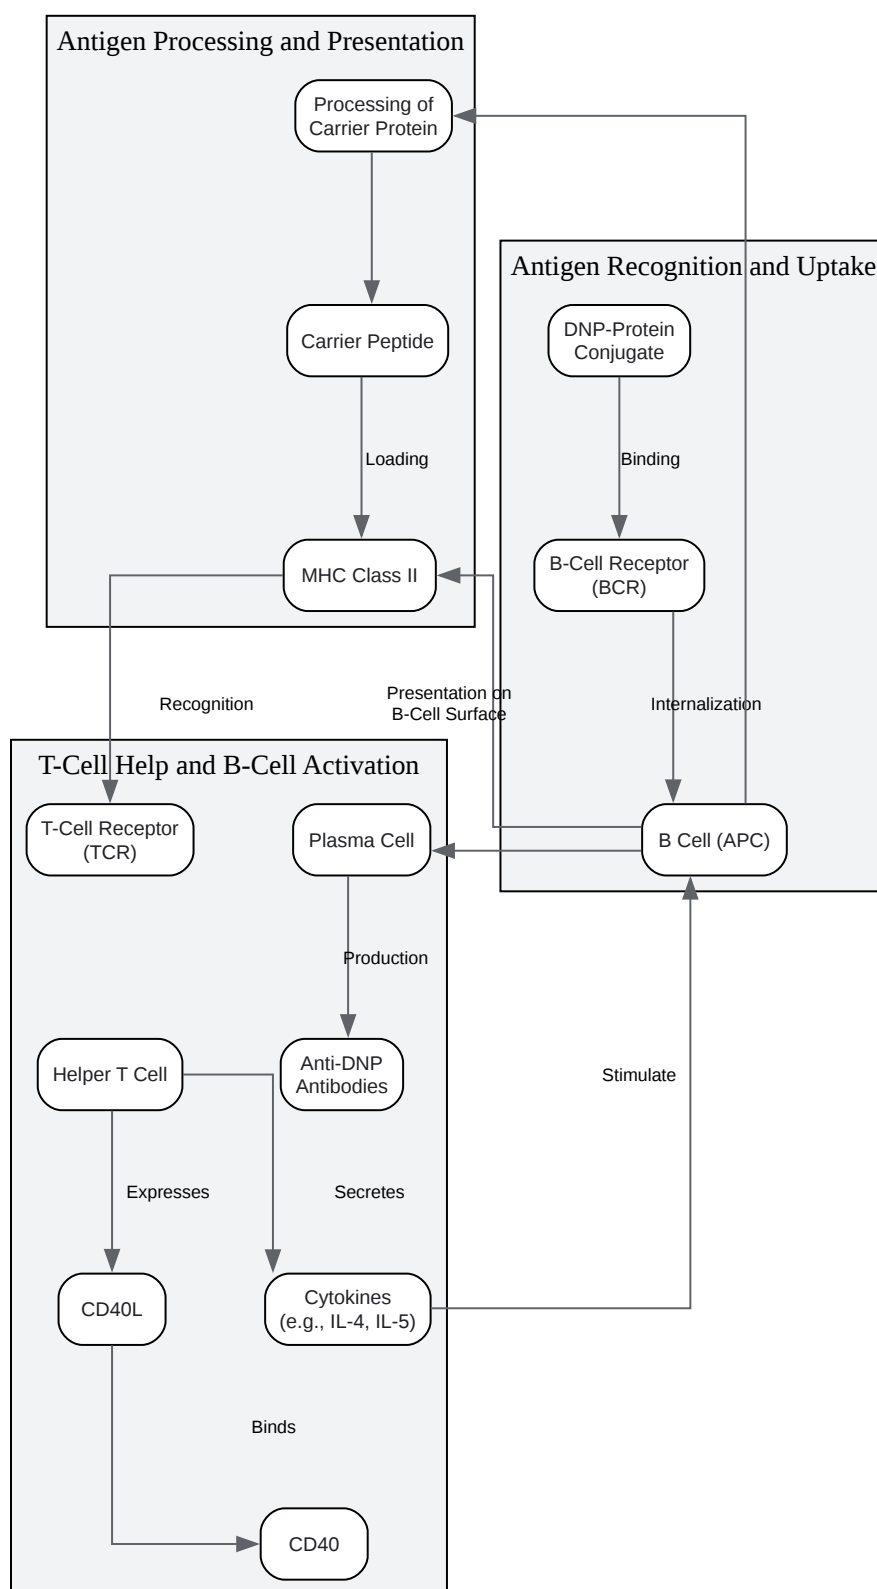 Antigen Processing and Presentation
Processing of
Carrier Protein
Antigen Recognition and Uptake
Carrier Peptide
DNP-Protein
Conjugate
Loading
Binding
MHC Class II
B-Cell Receptor
(BCR)
Recognition
Presentation on
B-Cell Surface
Internalization
T-Cell Help and B-Cell Activation
T-Cell Receptor
(TCR)
Plasma Cell
B Cell (APC)
Production
Helper T Cell
Anti-DNP
Antibodies
Stimulate
Expresses
Secretes
CD40L
Cytokines
(e.g., IL-4, IL-5)
Binds
CD40